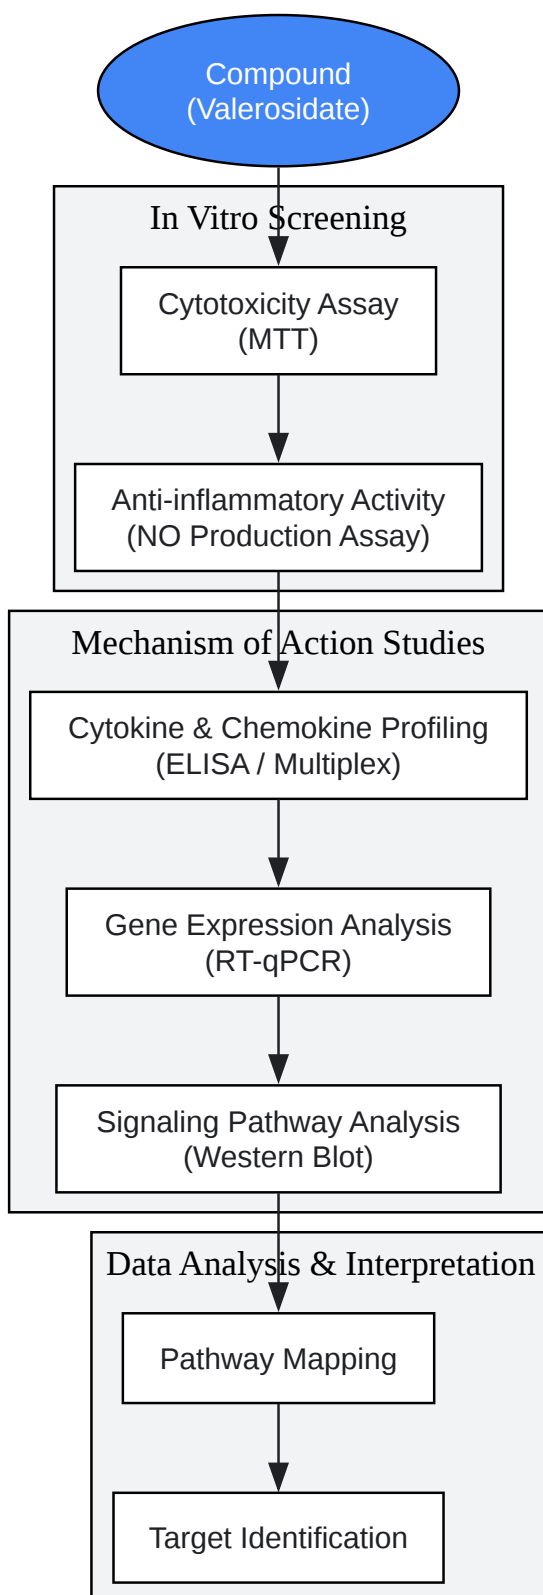 Compound
(Valerosidate)
In Vitro Screening
Cytotoxicity Assay
(MTT)
Anti-inflammatory Activity
(NO Production Assay)
Mechanism of Action Studies
Cytokine & Chemokine Profiling
(ELISA / Multiplex)
Gene Expression Analysis
(RT-qPCR)
Signaling Pathway Analysis
(Western Blot)
Data Analysis & Interpretation
Pathway Mapping
Target Identification